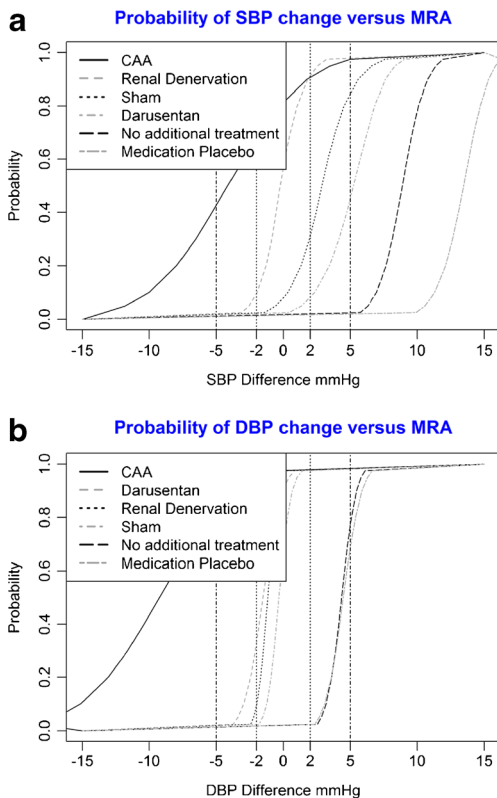 a
Probability of SBP change versus MRA
CAA
Renal Denervation
Sham
Darusentan
No additional treatment
Medication Placebo
Probability
0.0 0.2 0.4 0.6 0.8 1.0
-15 -10 -5 -2 0 2 5 10 15
SBP Difference mmHg
b
Probability of DBP change versus MRA
CAA
Darusentan
Renal Denervation
Sham
No additional treatment
Medication Placebo
Probability
0.0 0.2 0.4 0.6 0.8 1.0
-15 -10 -5 -2 0 2 5 10 15
DBP Difference mmHg